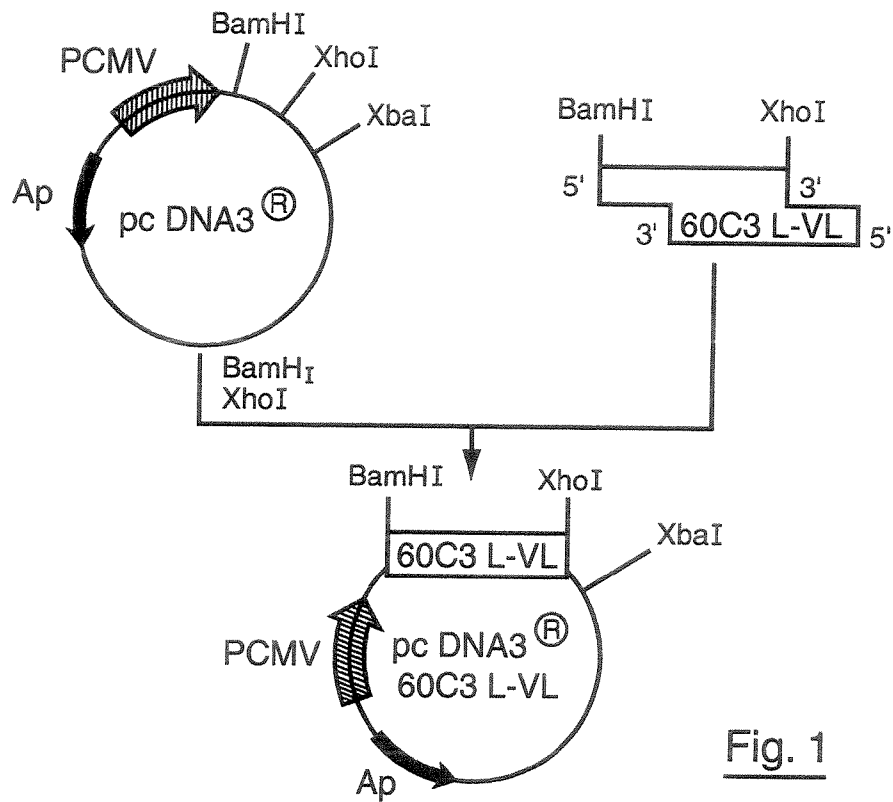 BamHI
PCMV
XhoI
XbaI
Ap
pc DNA3 ®
BamHI
XhoI
5'
3'
3'
60C3 L-VL
5'
BamHI
XhoI
BamHI
XhoI
XbaI
60C3 L-VL
PCMV
pc DNA3 ®
60C3 L-VL
Ap
Fig. 1